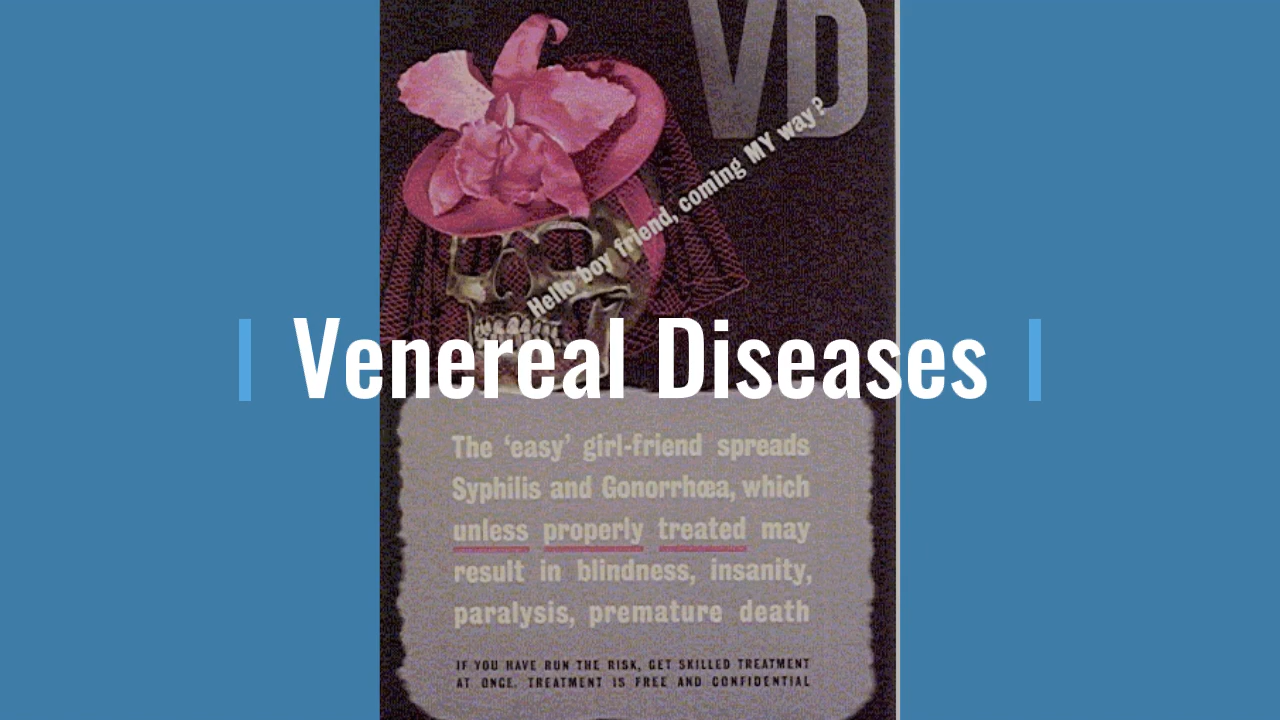 VD
Hello boy friend, coming MY way?
Venereal Diseases
The ‘easy’ girl-friend spreads
Syphilis and Gonorrhœa, which
unless properly treated may
result in blindness, insanity,
paralysis, premature death
IF YOU HAVE RUN THE RISK, GET SKILLED TREATMENT
AT ONCE. TREATMENT IS FREE AND CONFIDENTIAL